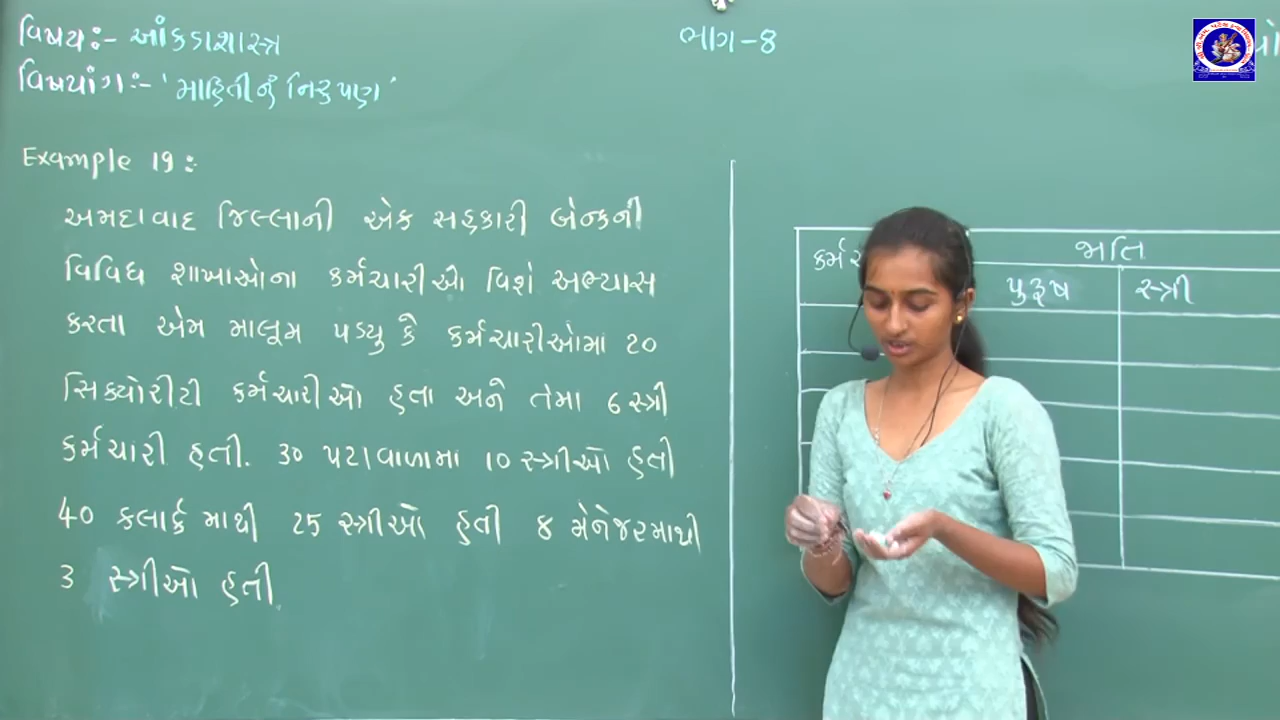 વિષય:- આંકડાશાસ્ત્ર
ભાગ-8
વિષયાંગ:- 'માહિતીનું નિરુપણ'
Example 19:
અમદાવાદ જિલ્લાની એક સહકારી બેન્કની
વિવિધ શાખાઓના કર્મચારીઓ વિશે અભ્યાસ
કરતા એમ માલૂમ પડ્યુ કે કર્મચારીઓમાં 20
સિક્યોરીટી કર્મચારીઓ હતા અને તેમા 6 સ્ત્રી
કર્મચારી હતી. 30 પટાવાળામાં 10 સ્ત્રીઓ હતી
40 કલાર્ક માથી 25 સ્ત્રીઓ હતી 8 મેનેજરમાથી
3 સ્ત્રીઓ હતી
જાતિ
પુરૂષ સ્ત્રી